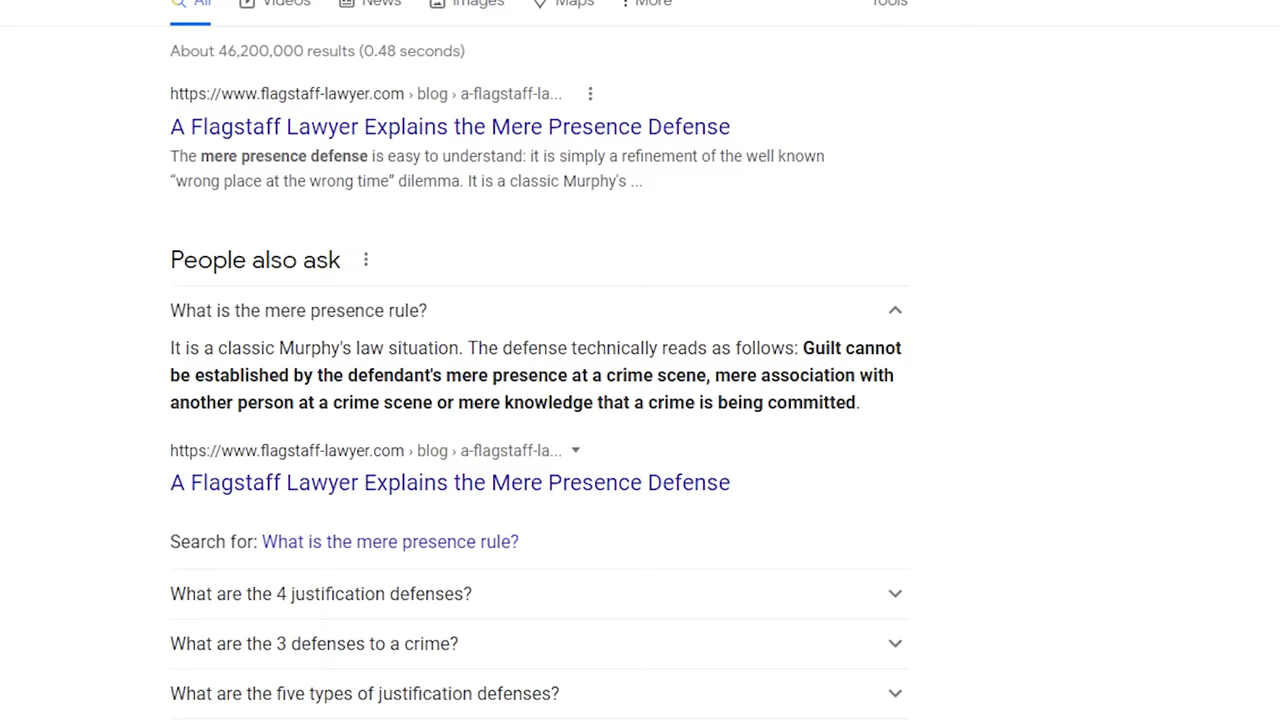 All Videos News Images Maps More Tools
About 46,200,000 results (0.48 seconds)
https://www.flagstaff-lawyer.com › blog › a-flagstaff-la...
A Flagstaff Lawyer Explains the Mere Presence Defense
The mere presence defense is easy to understand: it is simply a refinement of the well known
“wrong place at the wrong time” dilemma. It is a classic Murphy's ...
People also ask
What is the mere presence rule?
It is a classic Murphy's law situation. The defense technically reads as follows: Guilt cannot
be established by the defendant's mere presence at a crime scene, mere association with
another person at a crime scene or mere knowledge that a crime is being committed.
https://www.flagstaff-lawyer.com › blog › a-flagstaff-la...
A Flagstaff Lawyer Explains the Mere Presence Defense
Search for: What is the mere presence rule?
What are the 4 justification defenses?
What are the 3 defenses to a crime?
What are the five types of justification defenses?